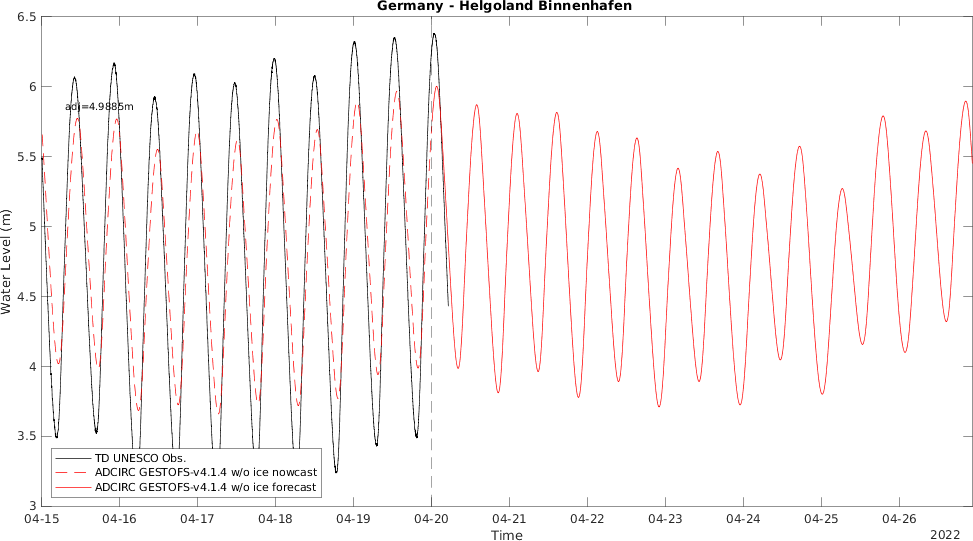 Germany - Helgoland Binnenhafen
6.5
6
5.5
5
4.5
4
3.5
3
Water Level (m)
adj=4.9885m
TD UNESCO Obs.
ADCIRC GESTOFS-v4.1.4 w/o ice nowcast
ADCIRC GESTOFS-v4.1.4 w/o ice forecast
04-15 04-16 04-17 04-18 04-19 04-20 04-21 04-22 04-23 04-24 04-25 04-26
Time
2022